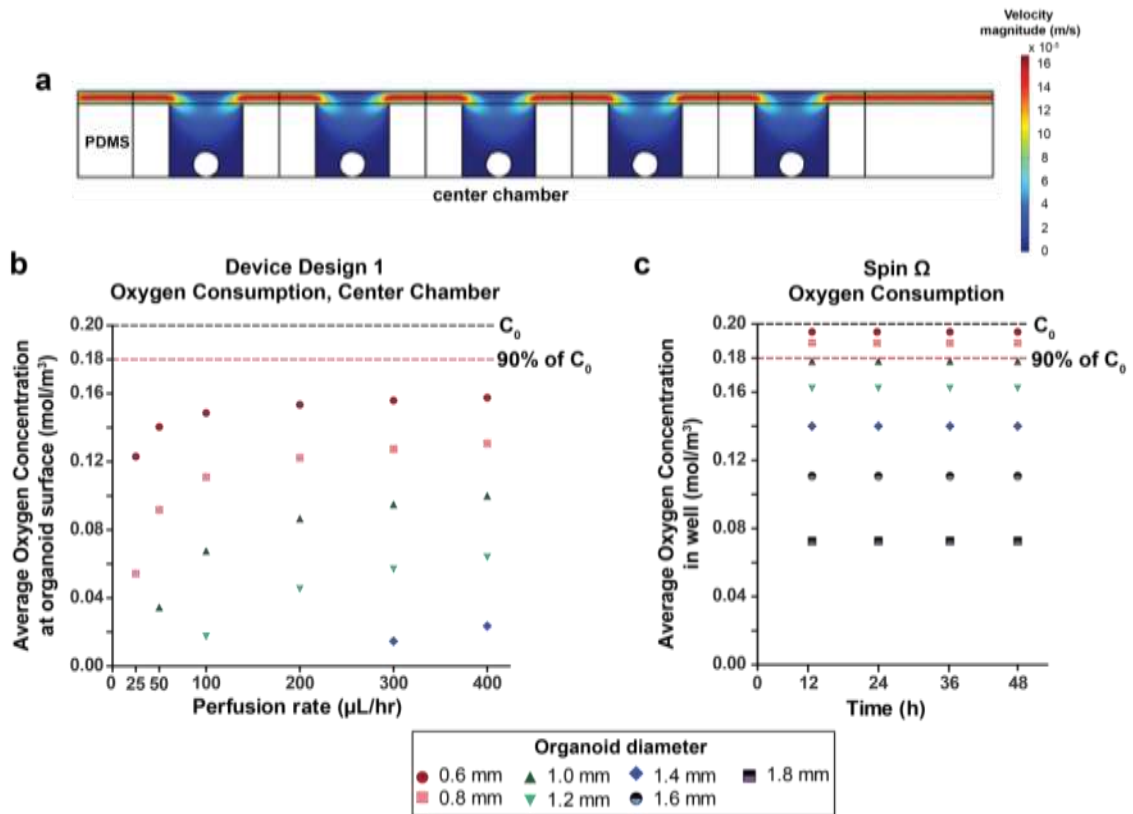 a
Velocity
magnitude (m/s)
x 10⁻⁵
16
14
12
10
8
6
4
2
0
PDMS
center chamber
b
Device Design 1
Oxygen Consumption, Center Chamber
Average Oxygen Concentration
at organoid surface (mol/m³)
0.20
0.18
0.16
0.12
0.08
0.04
0.00
C₀
90% of C₀
0 25 50 100 200 300 400
Perfusion rate (µL/hr)
c
Spin Ω
Oxygen Consumption
Average Oxygen Concentration
in well (mol/m³)
0.20
0.18
0.16
0.12
0.08
0.04
0.00
C₀
90% of C₀
0 12 24 36 48
Time (h)
Organoid diameter
0.6 mm 1.0 mm 1.4 mm 1.8 mm
0.8 mm 1.2 mm 1.6 mm